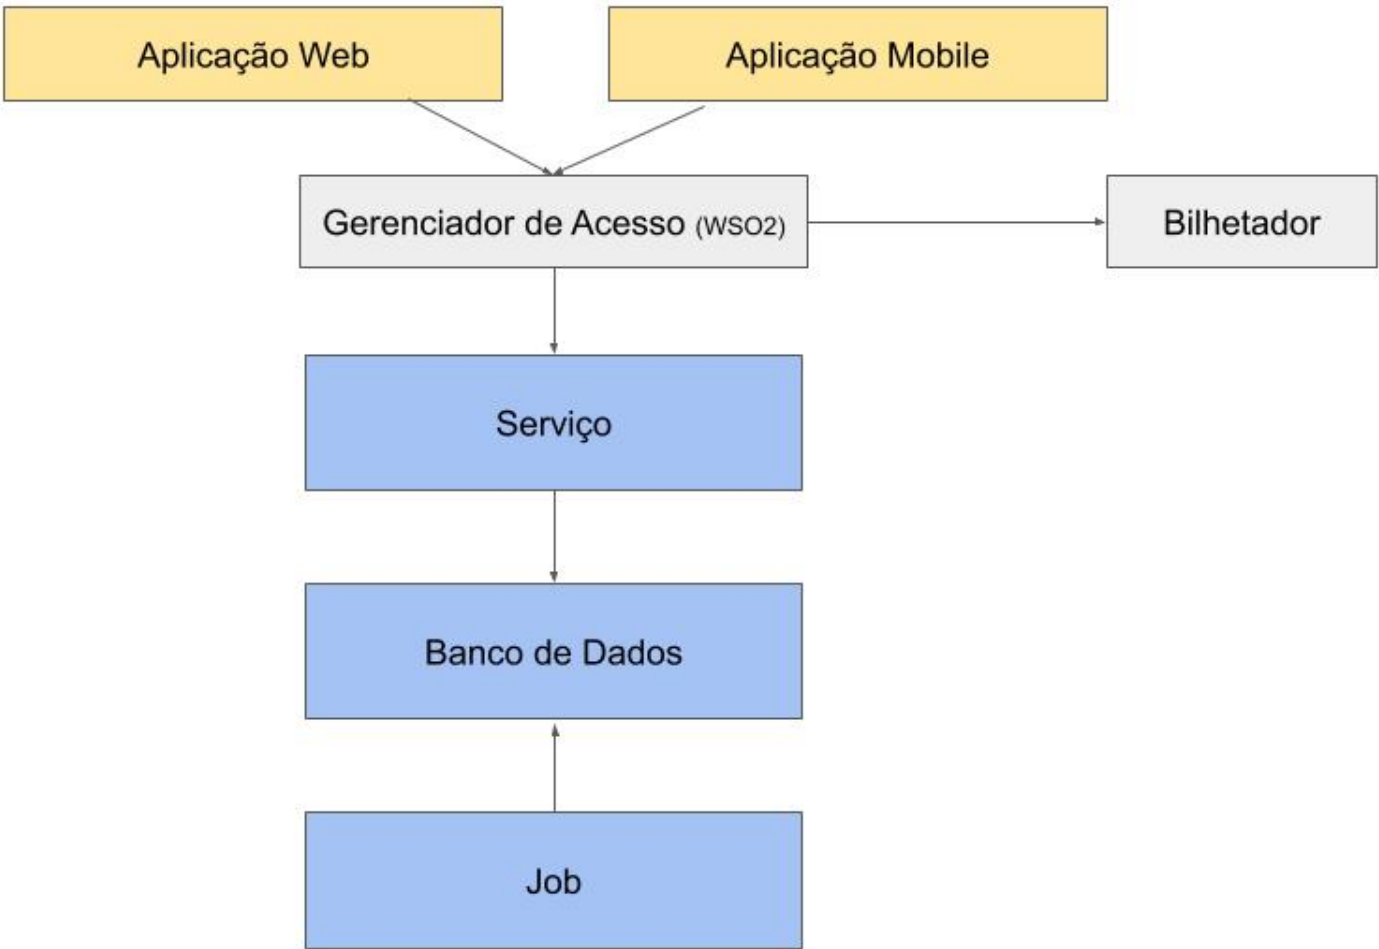 Aplicação Web
Aplicação Mobile
Gerenciador de Acesso (WSO2)
Bilhetador
Serviço
Banco de Dados
Job